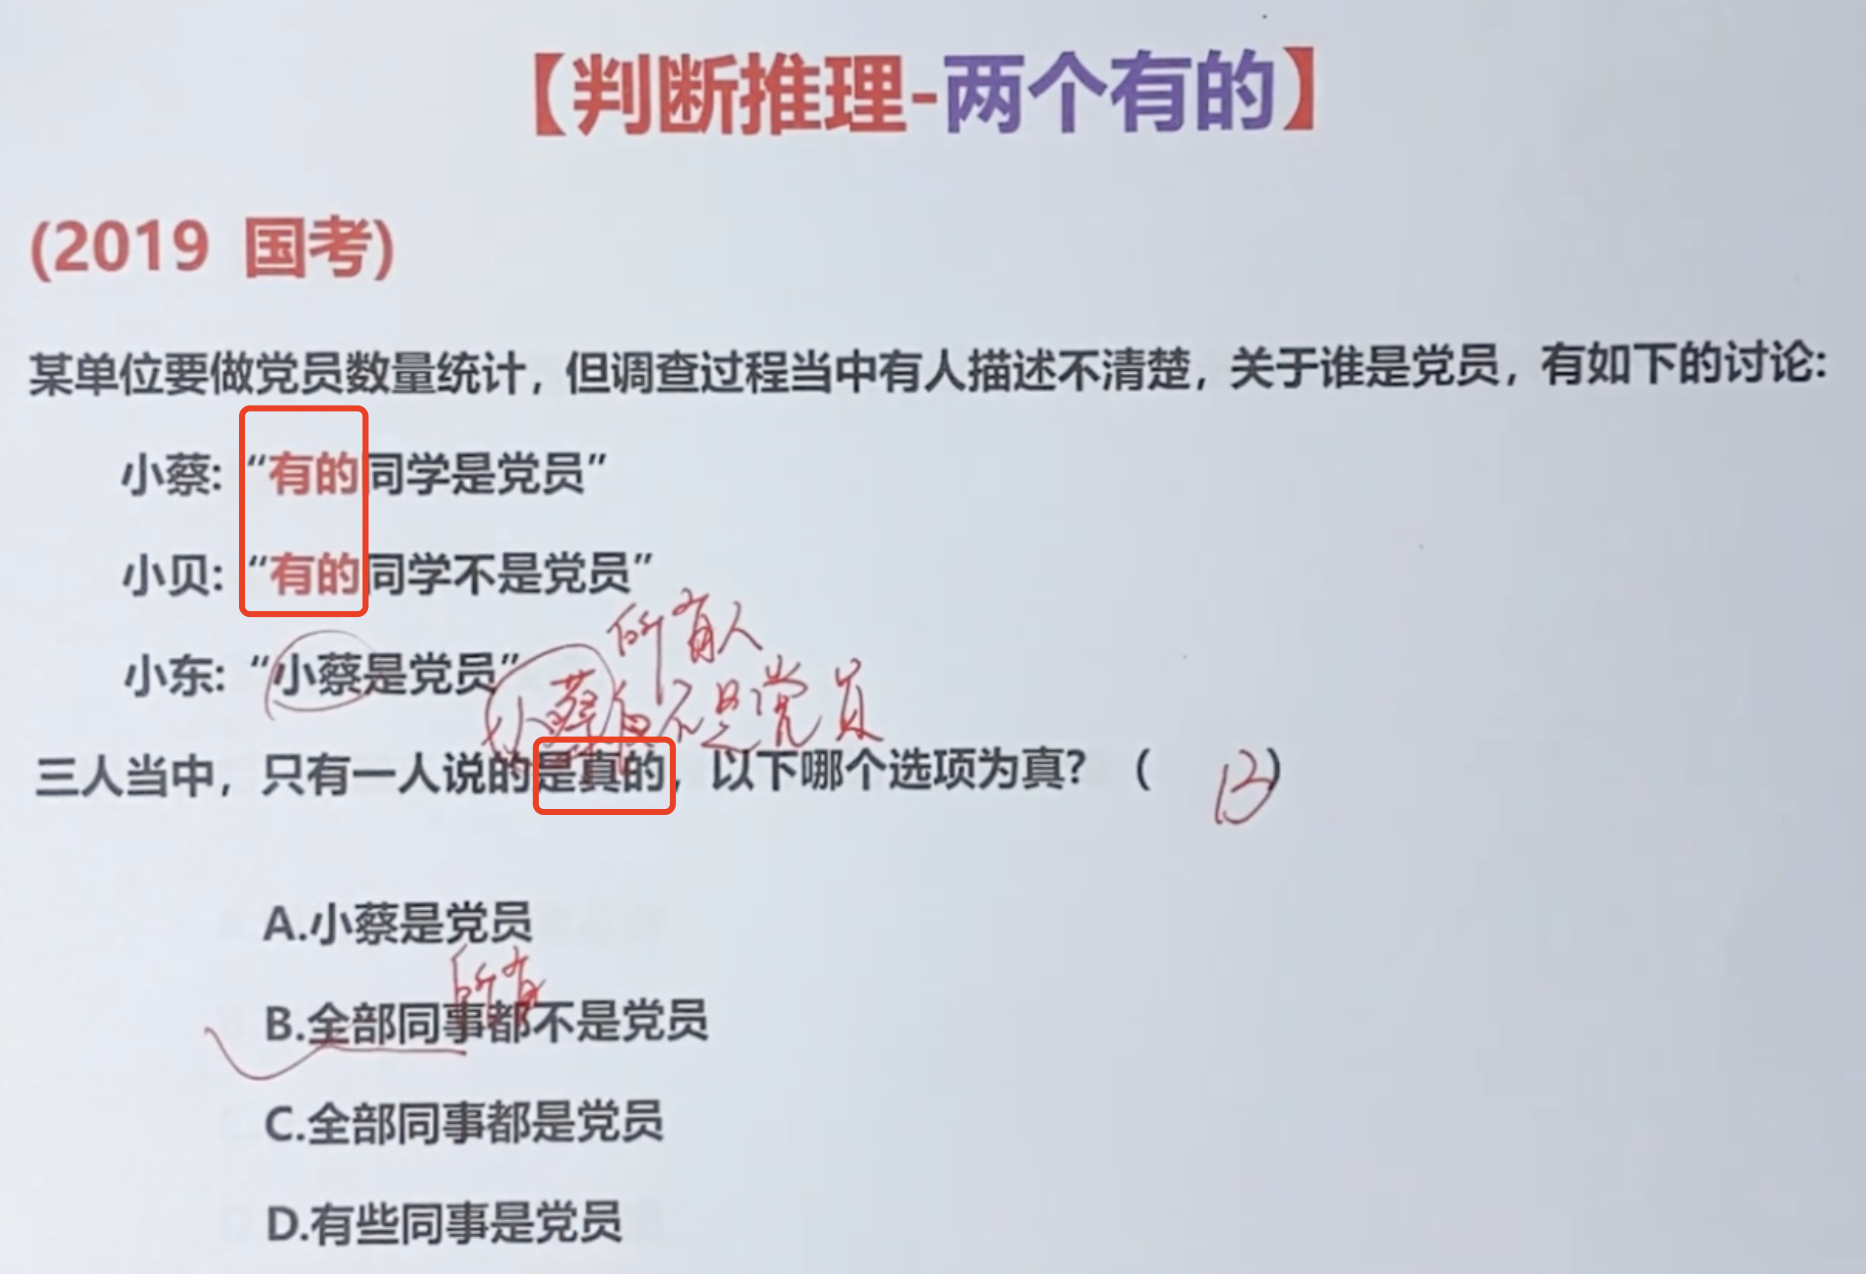 【判断推理-两个有的】
(2019 国考)
某单位要做党员数量统计，但调查过程当中有人描述不清楚，关于谁是党员，有如下的讨论：
小蔡：“有的同学是党员”
小贝：“有的同学不是党员”
所有人
小东：“小蔡是党员”
小蔡也不是党员
三人当中，只有一人说的是真的，以下哪个选项为真？（ B ）
A.小蔡是党员
所有
B.全部同事都不是党员
C.全部同事都是党员
D.有些同事是党员